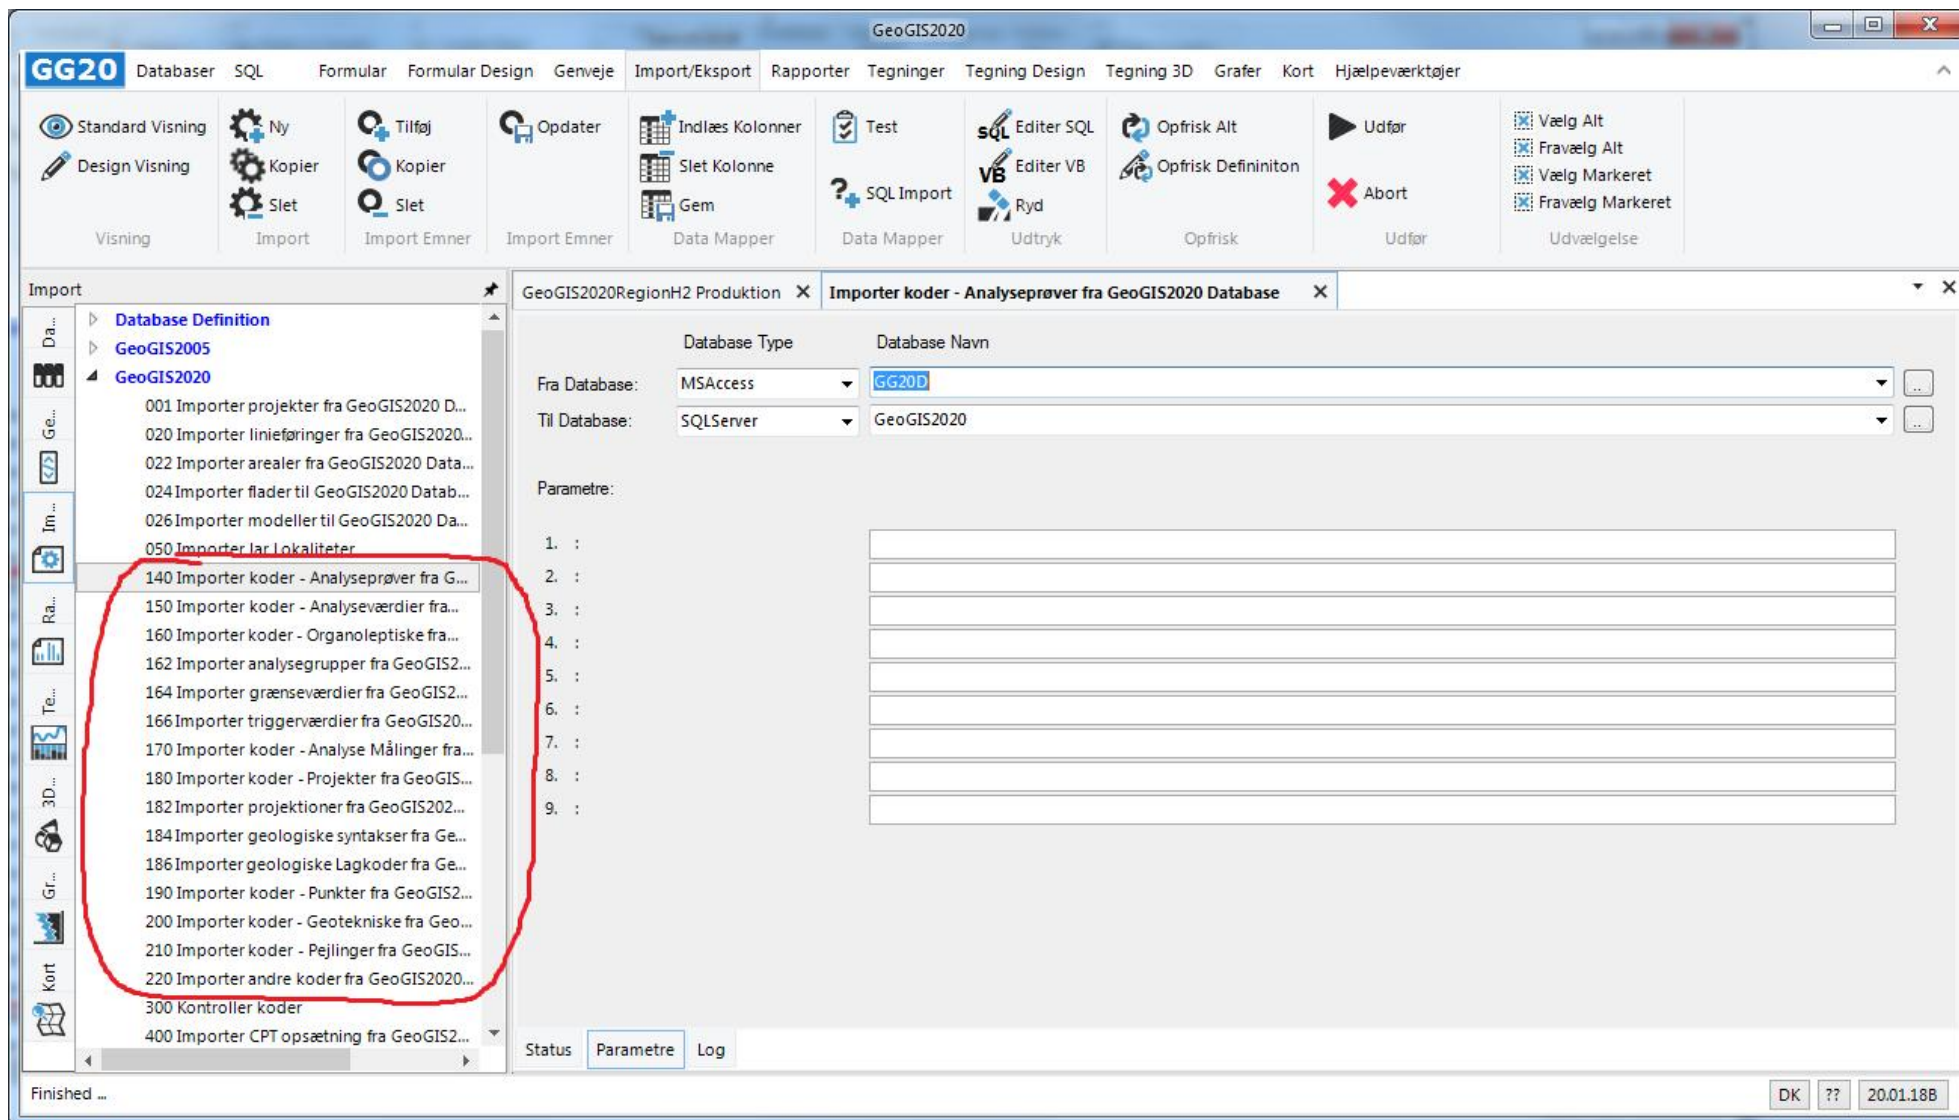 GeoGIS2020
GG20 Databaser SQL Formular Formular Design Genveje Import/Eksport Rapporter Tegninger Tegning Design Tegning 3D Grafer Kort Hjælpeværktøjer
Standard Visning
Design Visning
Visning
Ny
Kopier
Slet
Import
Tilføj
Kopier
Slet
Import Emner
Opdater
Import Emner
Indlæs Kolonner
Slet Kolonne
Gem
Data Mapper
Test
SQL Import
Data Mapper
SQL Editer SQL
VB Editer VB
Ryd
Udtryk
Opfrisk Alt
Opfrisk Defininiton
Opfrisk
Udfør
Abort
Udfør
Vælg Alt
Fravælg Alt
Vælg Markeret
Fravælg Markeret
Udvælgelse
Import
Da...
Ge...
Im...
Ra...
Te...
3D...
Gr...
Kort
Database Definition
GeoGIS2005
GeoGIS2020
001 Importer projekter fra GeoGIS2020 D...
020 Importer linieføringer fra GeoGIS2020...
022 Importer arealer fra GeoGIS2020 Data...
024 Importer flader til GeoGIS2020 Datab...
026 Importer modeller til GeoGIS2020 Da...
050 Importer Jar Lokaliteter
140 Importer koder - Analyseprøver fra G...
150 Importer koder - Analyseværdier fra...
160 Importer koder - Organoleptiske fra...
162 Importer analysegrupper fra GeoGIS2...
164 Importer grænseværdier fra GeoGIS2...
166 Importer triggerværdier fra GeoGIS20...
170 Importer koder - Analyse Målinger fra...
180 Importer koder - Projekter fra GeoGIS...
182 Importer projektioner fra GeoGIS202...
184 Importer geologiske syntakser fra Ge...
186 Importer geologiske Lagkoder fra Ge...
190 Importer koder - Punkter fra GeoGIS2...
200 Importer koder - Geotekniske fra Geo...
210 Importer koder - Pejlinger fra GeoGIS...
220 Importer andre koder fra GeoGIS2020...
300 Kontroller koder
400 Importer CPT opsætning fra GeoGIS2...
GeoGIS2020RegionH2 Produktion
Importer koder - Analyseprøver fra GeoGIS2020 Database
Database Type Database Navn
Fra Database: MSAccess GG20D ..
Til Database: SQLServer GeoGIS2020 ..
Parametre:
1. :
2. :
3. :
4. :
5. :
6. :
7. :
8. :
9. :
Status Parametre Log
Finished ... DK ?? 20.01.18B